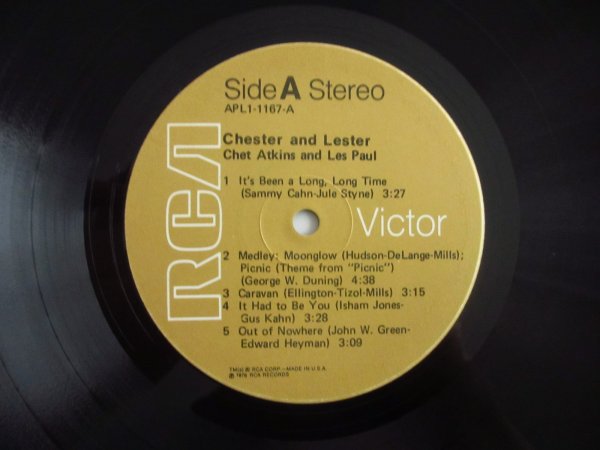 Side A Stereo
APL1-1167-A
Chester and Lester
Chet Atkins and Les Paul
1 It's Been a Long, Long Time
(Sammy Cahn-Jule Styne) 3:27
RCA
Victor
2 Medley: Moonglow (Hudson-DeLange-Mills);
Picnic (Theme from "Picnic")
(George W. Duning) 4:38
3 Caravan (Ellington-Tizol-Mills) 3:15
4 It Had to Be You (Isham Jones-
Gus Kahn) 3:28
5 Out of Nowhere (John W. Green-
Edward Heyman) 3:09
TM(s) ® RCA CORP.—MADE IN U.S.A.
℗ 1976 RCA RECORDS